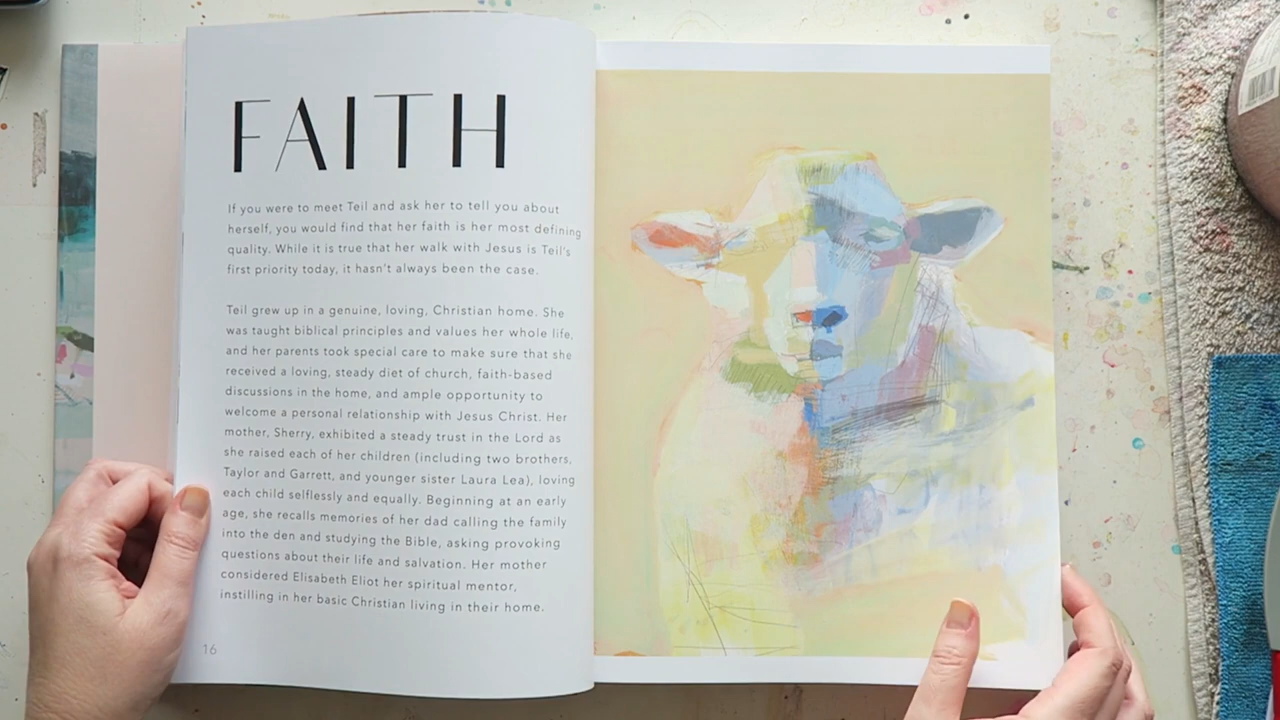 FAITH
If you were to meet Teil and ask her to tell you about
herself, you would find that her faith is her most defining
quality. While it is true that her walk with Jesus is Teil's
first priority today, it hasn't always been the case.
Teil grew up in a genuine, loving, Christian home. She
was taught biblical principles and values her whole life,
and her parents took special care to make sure that she
received a loving, steady diet of church, faith-based
discussions in the home, and ample opportunity to
welcome a personal relationship with Jesus Christ. Her
mother, Sherry, exhibited a steady trust in the Lord as
she raised each of her children (including two brothers,
Taylor and Garrett, and younger sister Laura Lea), loving
each child selflessly and equally. Beginning at an early
age, she recalls memories of her dad calling the family
into the den and studying the Bible, asking provoking
questions about their life and salvation. Her mother
considered Elisabeth Eliot her spiritual mentor,
instilling in her basic Christian living in their home.
16